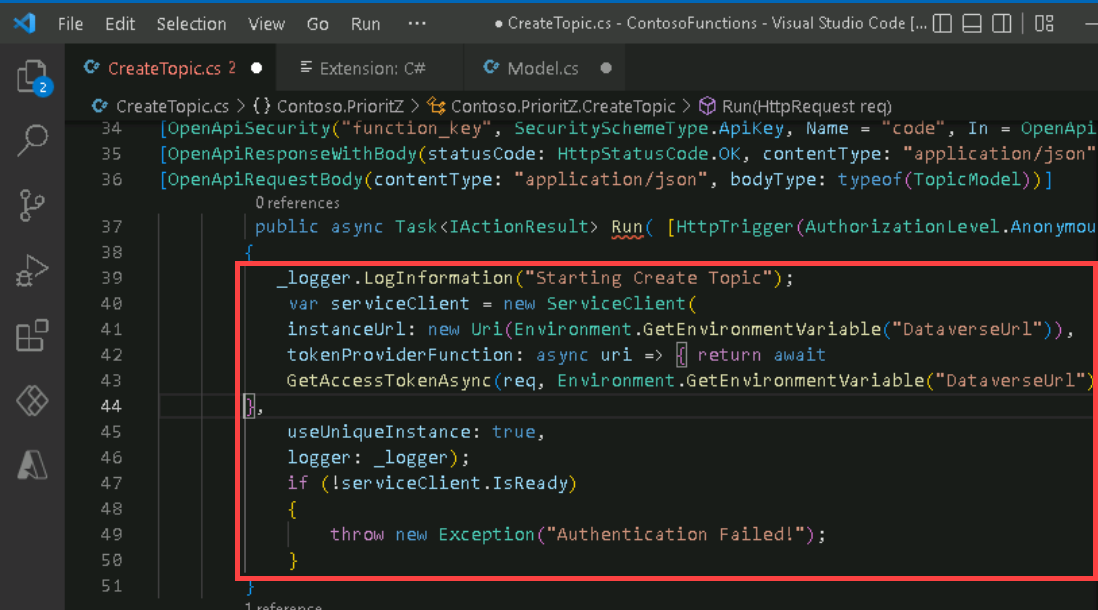 File Edit Selection View Go Run ··· ● CreateTopic.cs - ContosoFunctions - Visual Studio Code [...
CreateTopic.cs 2 ● Extension: C# Model.cs ●
2
CreateTopic.cs > {} Contoso.PrioritZ > Contoso.PrioritZ.CreateTopic > Run(HttpRequest req)
34 [OpenApiSecurity("function_key", SecuritySchemeType.ApiKey, Name = "code", In = OpenApi
35 [OpenApiResponseWithBody(statusCode: HttpStatusCode.OK, contentType: "application/json"
36 [OpenApiRequestBody(contentType: "application/json", bodyType: typeof(TopicModel))]
0 references
37 public async Task<IActionResult> Run( [HttpTrigger(AuthorizationLevel.Anonymou
38 {
39 _logger.LogInformation("Starting Create Topic");
40 var serviceClient = new ServiceClient(
41 instanceUrl: new Uri(Environment.GetEnvironmentVariable("DataverseUrl")),
42 tokenProviderFunction: async uri => { return await
43 GetAccessTokenAsync(req, Environment.GetEnvironmentVariable("DataverseUrl")
44 },
45 useUniqueInstance: true,
46 logger: _logger);
47 if (!serviceClient.IsReady)
48 {
49 throw new Exception("Authentication Failed!");
50 }
51 }
1 reference